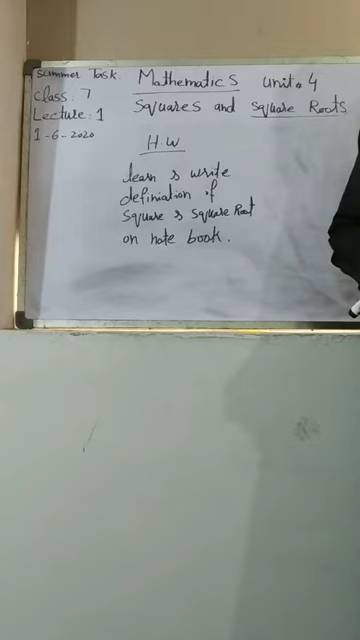 Summer Task. Mathematics Unit. 4
Class: 7
Squares and Square Roots
Lecture: 1
1-6-2020
H.W
learn & write
definiation of
Square & Square Root
on note book.